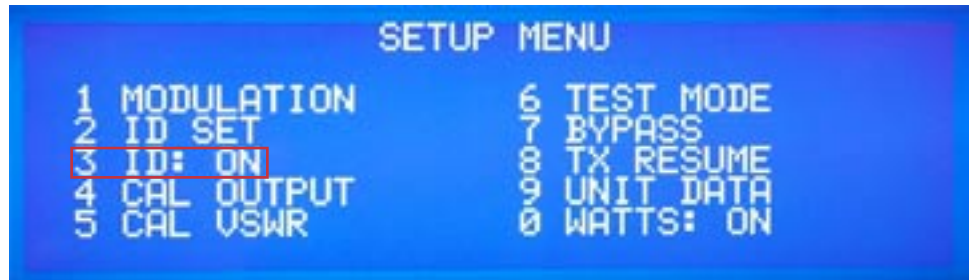 SETUP MENU
1 MODULATION
2 ID SET
3 ID: ON
4 CAL OUTPUT
5 CAL VSWR
6 TEST MODE
7 BYPASS
8 TX RESUME
9 UNIT DATA
0 WATTS: ON